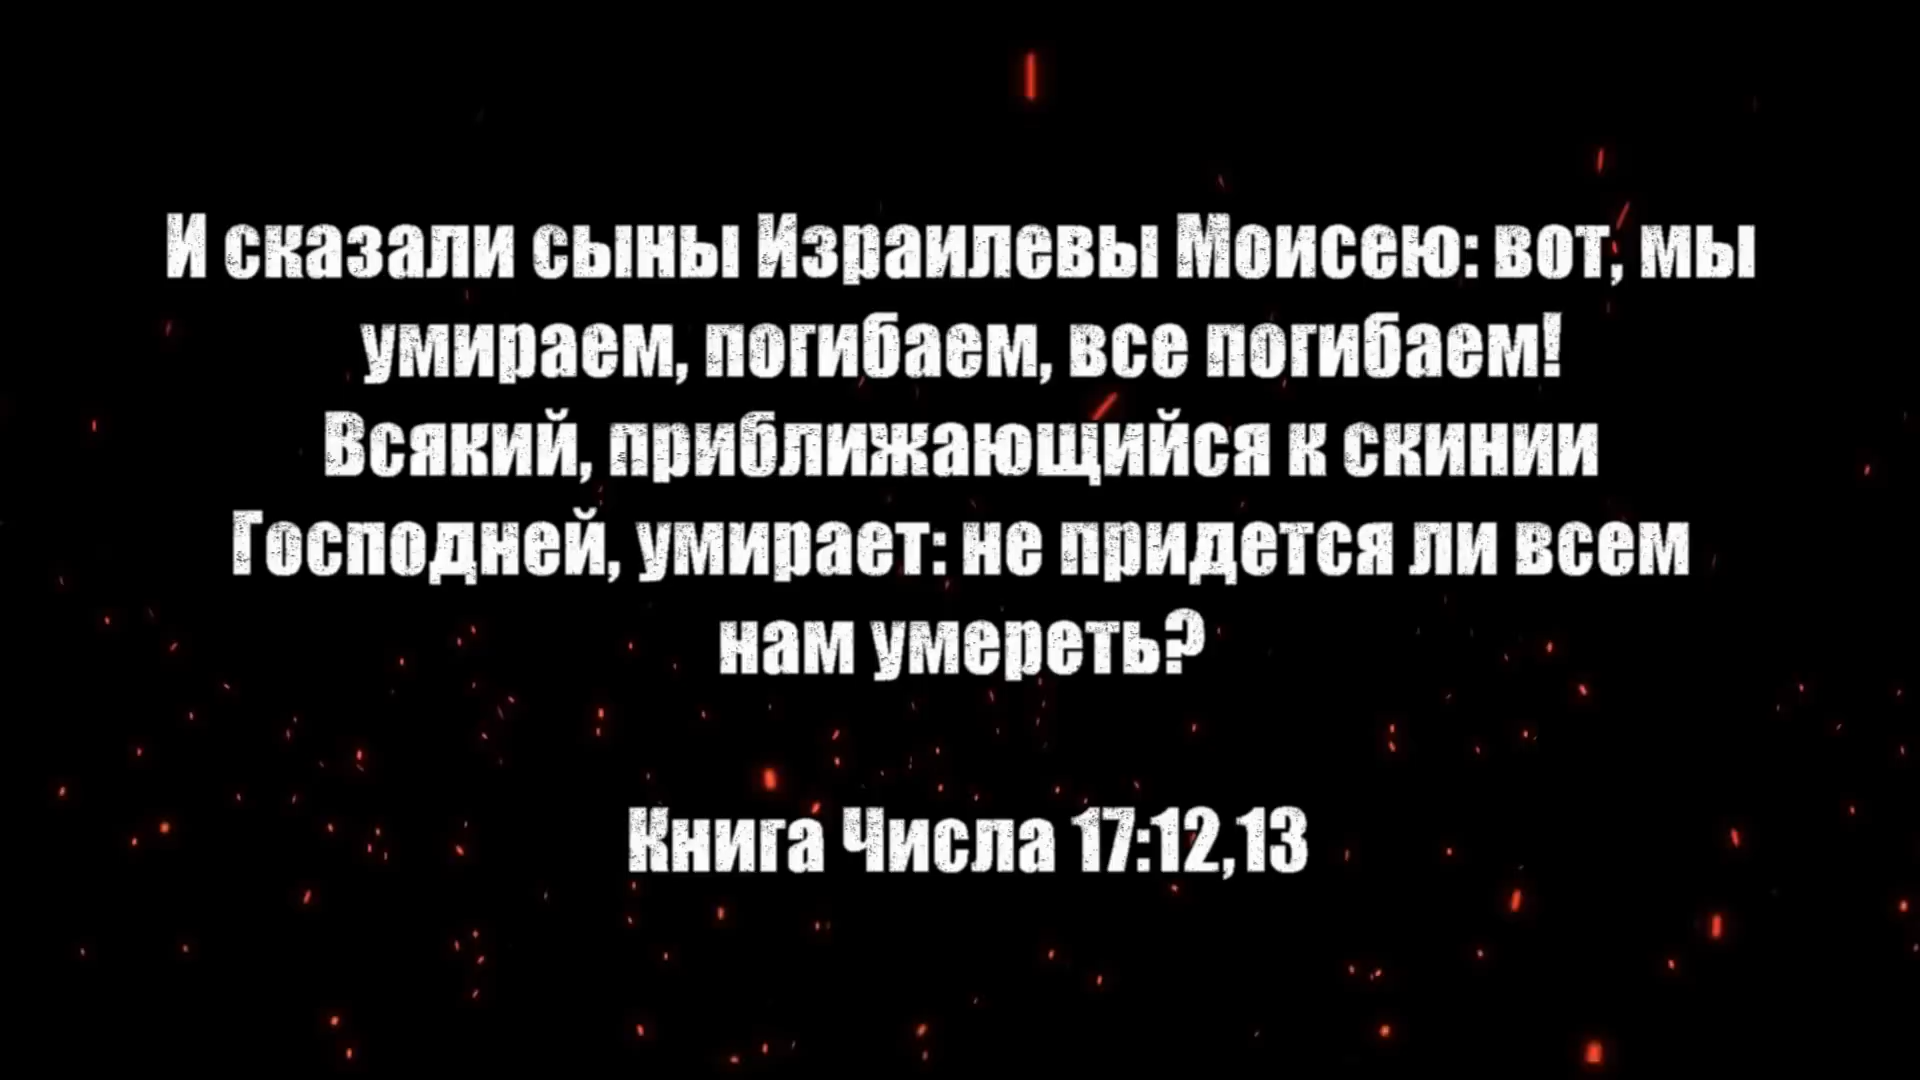 И сказали сыны Израилевы Моисею: вот, мы
умираем, погибаем, все погибаем!
Всякий, приближающийся к скинии
Господней, умирает: не придется ли всем
нам умереть?
Книга Числа 17:12,13